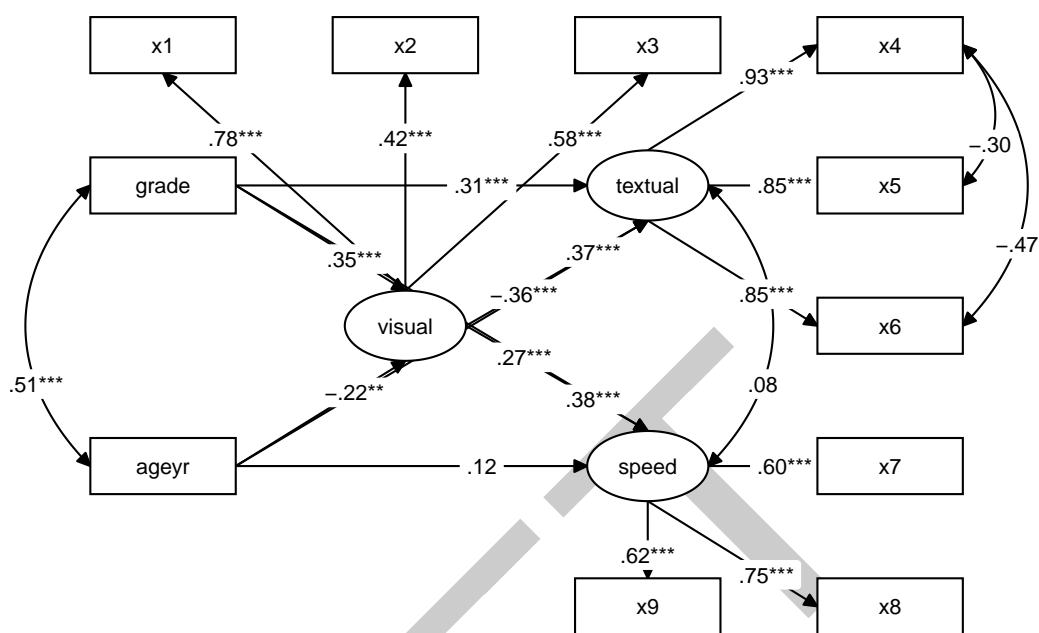 x1
x2
x3
x4
.93***
.78***
.42***
.58***
−.30
grade
.31***
textual
.85***
x5
.35***
.37***
−.47
−.36***
.85***
visual
x6
.27***
.51***
−.22**
.38***
.08
ageyr
.12
speed
.60***
x7
.62***
.75***
x9
x8